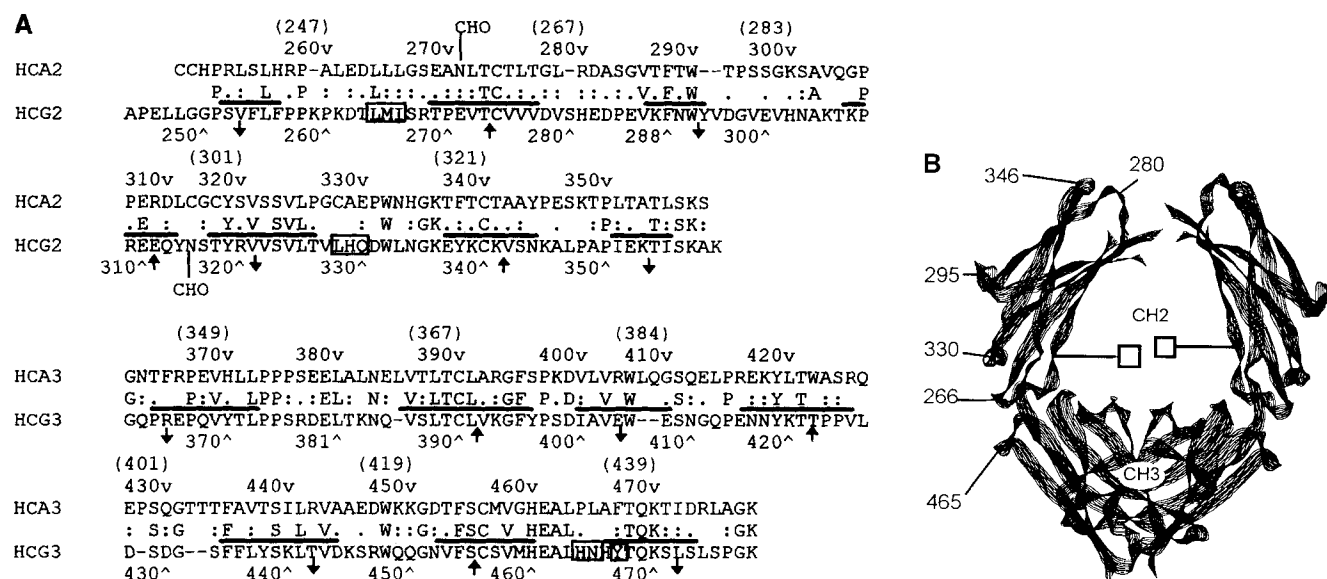 A
(247) CHO (267) (283)
260v 270v 280v 290v 300v
HCA2 CCHPRLSLHRP-ALEDLLLGSEANLTCTLTGL-RDASGVTFTW--TPSSGKSAVQGP
P. : L .P : L: . . : : : TC : . : . : V.F.W . . . :A P
HCG2 APELLGGPSVFLFPPKPKDTLMISRTPEVTCVVVDVSHEDPEVKFNWYVDGVEVHNAKTKP
250^ 260^ 270^ 280^ 290^ 300^
(301) (321)
310v 320v 330v 340v 350v
HCA2 PERDLCGCYSVSSVLPGCAEPWNHGKTFTCTAAYPESKTPLTATLSKS
.E : : Y.V SVL. : W :GK. :.C. . : . :P: . .T:SK:
HCG2 REEQYNSTYRVVSVLTVLHQDWLNGKEYKCKVSNKALPAPIEKTISKAK
310^ 320^ 330^ 340^ 350^
CHO
(349) (367) (384)
370v 380v 390v 400v 410v 420v
HCA3 GNTFRPEVHLLPPPSEELALNELVTLTCLARGFSPKDVLVRWLQGSQELPREKYLTWASRQ
G: . P:V. LPP: .:EL: N: V:LTCL.:GF P.D: : V W .S: .P: ::Y T ::
HCG3 GQPREPQVYTLPPSRDELTKNQ-VSLTCLVKGFYPSDIAVEW--ESNGQPENNYKTTPPVL
370^ 381^ 390^ 400^ 410^ 420^
(401) (419) (439)
430v 440v 450v 460v 470v
HCA3 EPSQGTTTFAVTSILRVAAEDWKKGDTFSCMVGHEALPLAFTQKTIDRLAGK
: S:G F : S L V. .W::G: .FSC V HEAL. :TQK:: . GK
HCG3 D-SDG--SFFLYSKLTVDKSRWQQGNVFSCSVMHEALHNHYTQKSLSLSPGK
430^ 440^ 450^ 460^ 470^
B
346
280
295
CH2
330
266
CH3
465